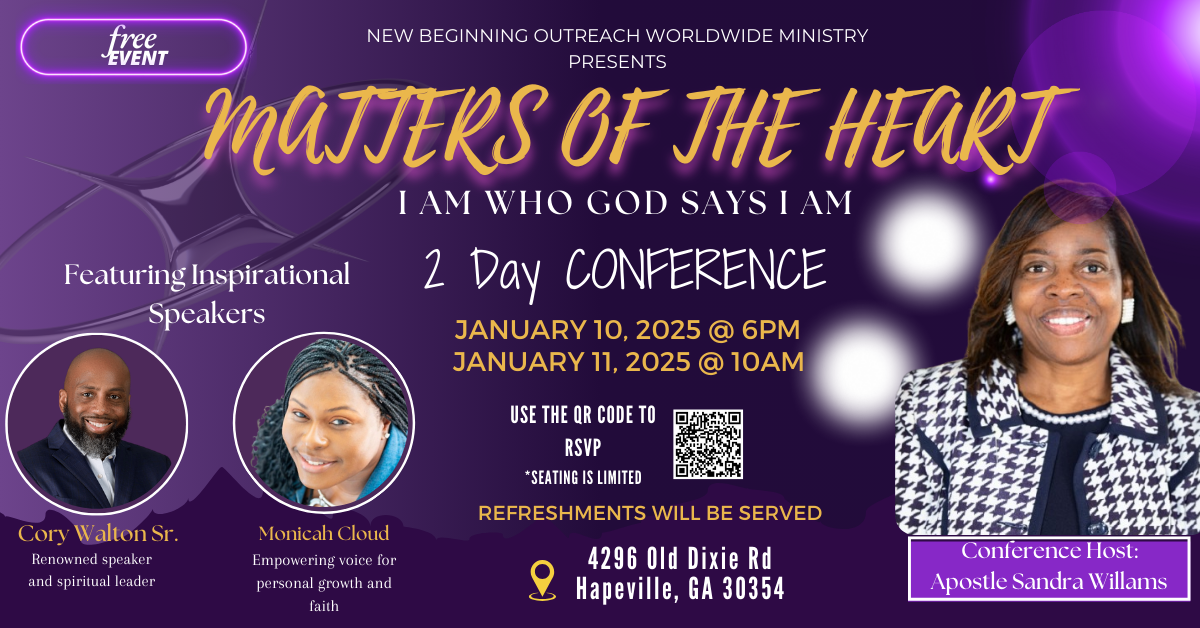 free
EVENT
NEW BEGINNING OUTREACH WORLDWIDE MINISTRY
PRESENTS
MATTERS OF THE HEART
I AM WHO GOD SAYS I AM
2 Day CONFERENCE
JANUARY 10, 2025 @ 6PM
JANUARY 11, 2025 @ 10AM
Featuring Inspirational
Speakers
Cory Walton Sr.
Renowned speaker
and spiritual leader
Monicah Cloud
Empowering voice for
personal growth and
faith
USE THE QR CODE TO
RSVP
*SEATING IS LIMITED
REFRESHMENTS WILL BE SERVED
4296 Old Dixie Rd
Hapeville, GA 30354
Conference Host:
Apostle Sandra Willams